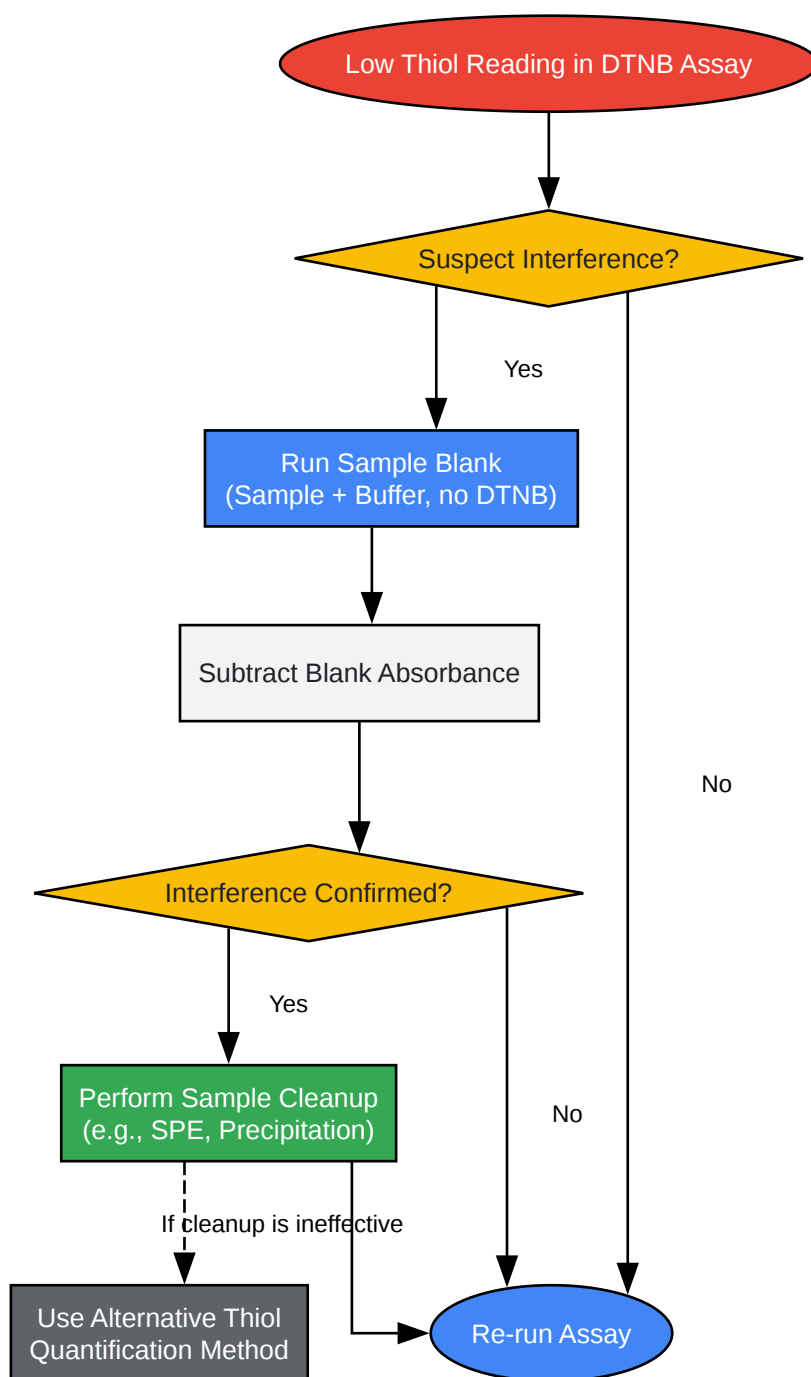 Low Thiol Reading in DTNB Assay
Suspect Interference?
Yes
Run Sample Blank
(Sample + Buffer, no DTNB)
Subtract Blank Absorbance
No
Interference Confirmed?
Yes
Perform Sample Cleanup
(e.g., SPE, Precipitation)
No
If cleanup is ineffective
Use Alternative Thiol
Quantification Method
Re-run Assay